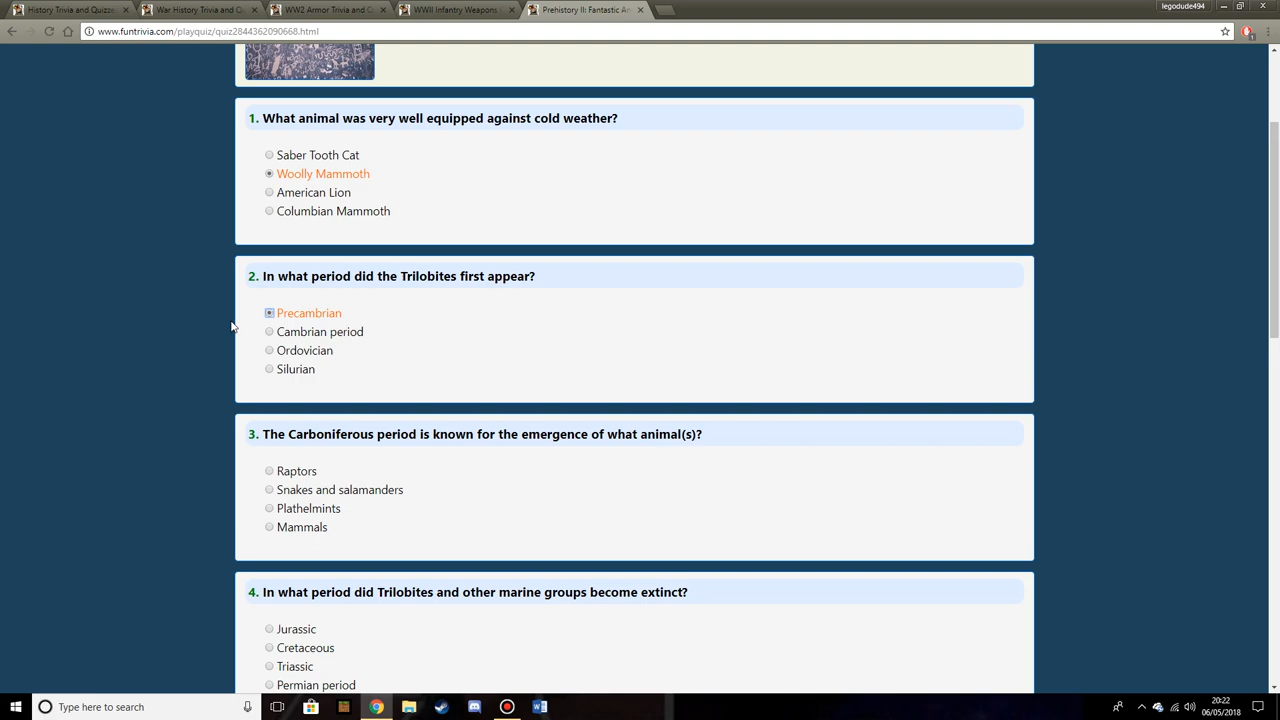 legodude494
History Trivia and Quizze
War History Trivia and Q
WW2 Armor Trivia and Q
WWII Infantry Weapons
Prehistory II: Fantastic An
www.funtrivia.com/playquiz/quiz2844362090668.html
1. What animal was very well equipped against cold weather?
Saber Tooth Cat
Woolly Mammoth
American Lion
Columbian Mammoth
2. In what period did the Trilobites first appear?
Precambrian
Cambrian period
Ordovician
Silurian
3. The Carboniferous period is known for the emergence of what animal(s)?
Raptors
Snakes and salamanders
Plathelmints
Mammals
4. In what period did Trilobites and other marine groups become extinct?
Jurassic
Cretaceous
Triassic
Permian period
Type here to search
20:22
06/05/2018